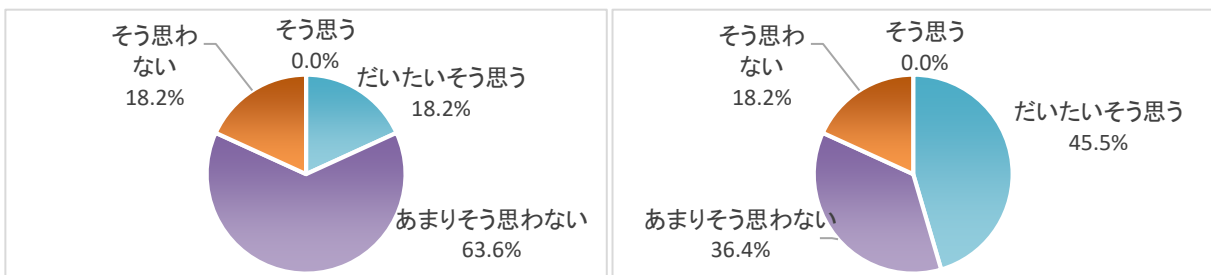 そう思わ
ない
18.2%
そう思う
0.0%
だいたいそう思う
18.2%
あまりそう思わない
63.6%
そう思わ
ない
18.2%
そう思う
0.0%
だいたいそう思う
45.5%
あまりそう思わない
36.4%